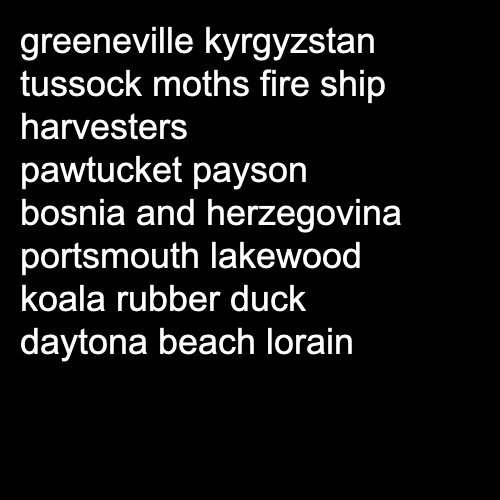 greeneville kyrgyzstan
tussock moths fire ship
harvesters
pawtucket payson
bosnia and herzegovina
portsmouth lakewood
koala rubber duck
daytona beach lorain